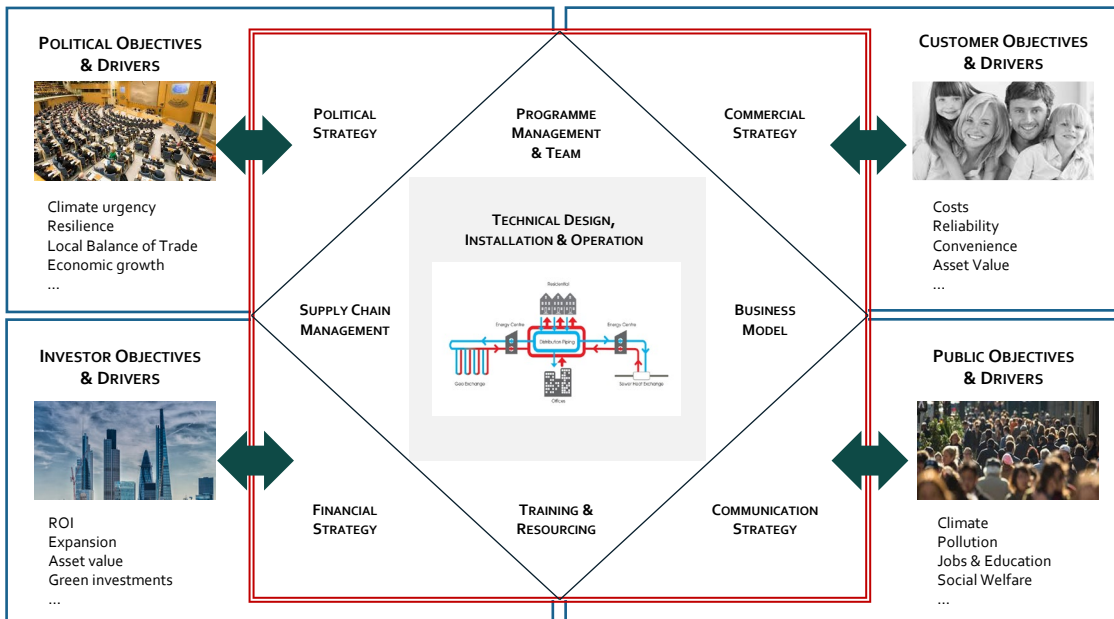 POLITICAL OBJECTIVES
& DRIVERS
Climate urgency
Resilience
Local Balance of Trade
Economic growth
...
POLITICAL
STRATEGY
PROGRAMME
MANAGEMENT
& TEAM
COMMERCIAL
STRATEGY
CUSTOMER OBJECTIVES
& DRIVERS
Costs
Reliability
Convenience
Asset Value
...
TECHNICAL DESIGN,
INSTALLATION & OPERATION
Residential
Energy Centre
Distribution Piping
Energy Centre
Geo Exchange
Offices
Sewer Heat Exchange
SUPPLY CHAIN
MANAGEMENT
BUSINESS
MODEL
INVESTOR OBJECTIVES
& DRIVERS
ROI
Expansion
Asset value
Green investments
...
FINANCIAL
STRATEGY
TRAINING &
RESOURCING
COMMUNICATION
STRATEGY
PUBLIC OBJECTIVES
& DRIVERS
Climate
Pollution
Jobs & Education
Social Welfare
...